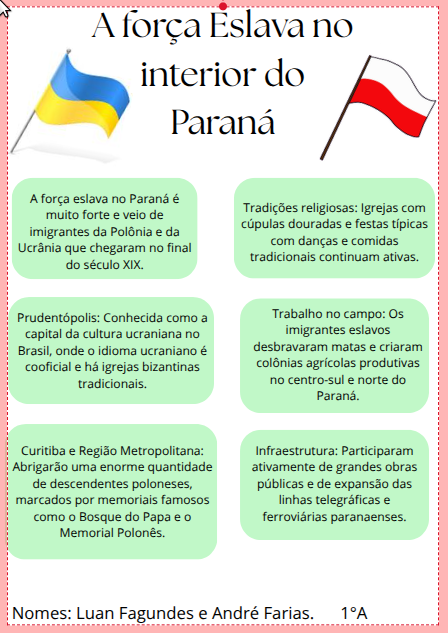 A força Eslava no
interior do
Paraná
A força eslava no Paraná é
muito forte e veio de
imigrantes da Polônia e da
Ucrânia que chegaram no final
do século XIX.
Tradições religiosas: Igrejas com
cúpulas douradas e festas típicas
com danças e comidas
tradicionais continuam ativas.
Prudentópolis: Conhecida como a
capital da cultura ucraniana no
Brasil, onde o idioma ucraniano é
cooficial e há igrejas bizantinas
tradicionais.
Trabalho no campo: Os
imigrantes eslavos
desbravaram matas e criaram
colônias agrícolas produtivas
no centro-sul e norte do
Paraná.
Curitiba e Região Metropolitana:
Abrigarão uma enorme quantidade
de descendentes poloneses,
marcados por memoriais famosos
como o Bosque do Papa e o
Memorial Polonês.
Infraestrutura: Participaram
ativamente de grandes obras
públicas e de expansão das
linhas telegráficas e
ferroviárias paranaenses.
Nomes: Luan Fagundes e André Farias. 1°A